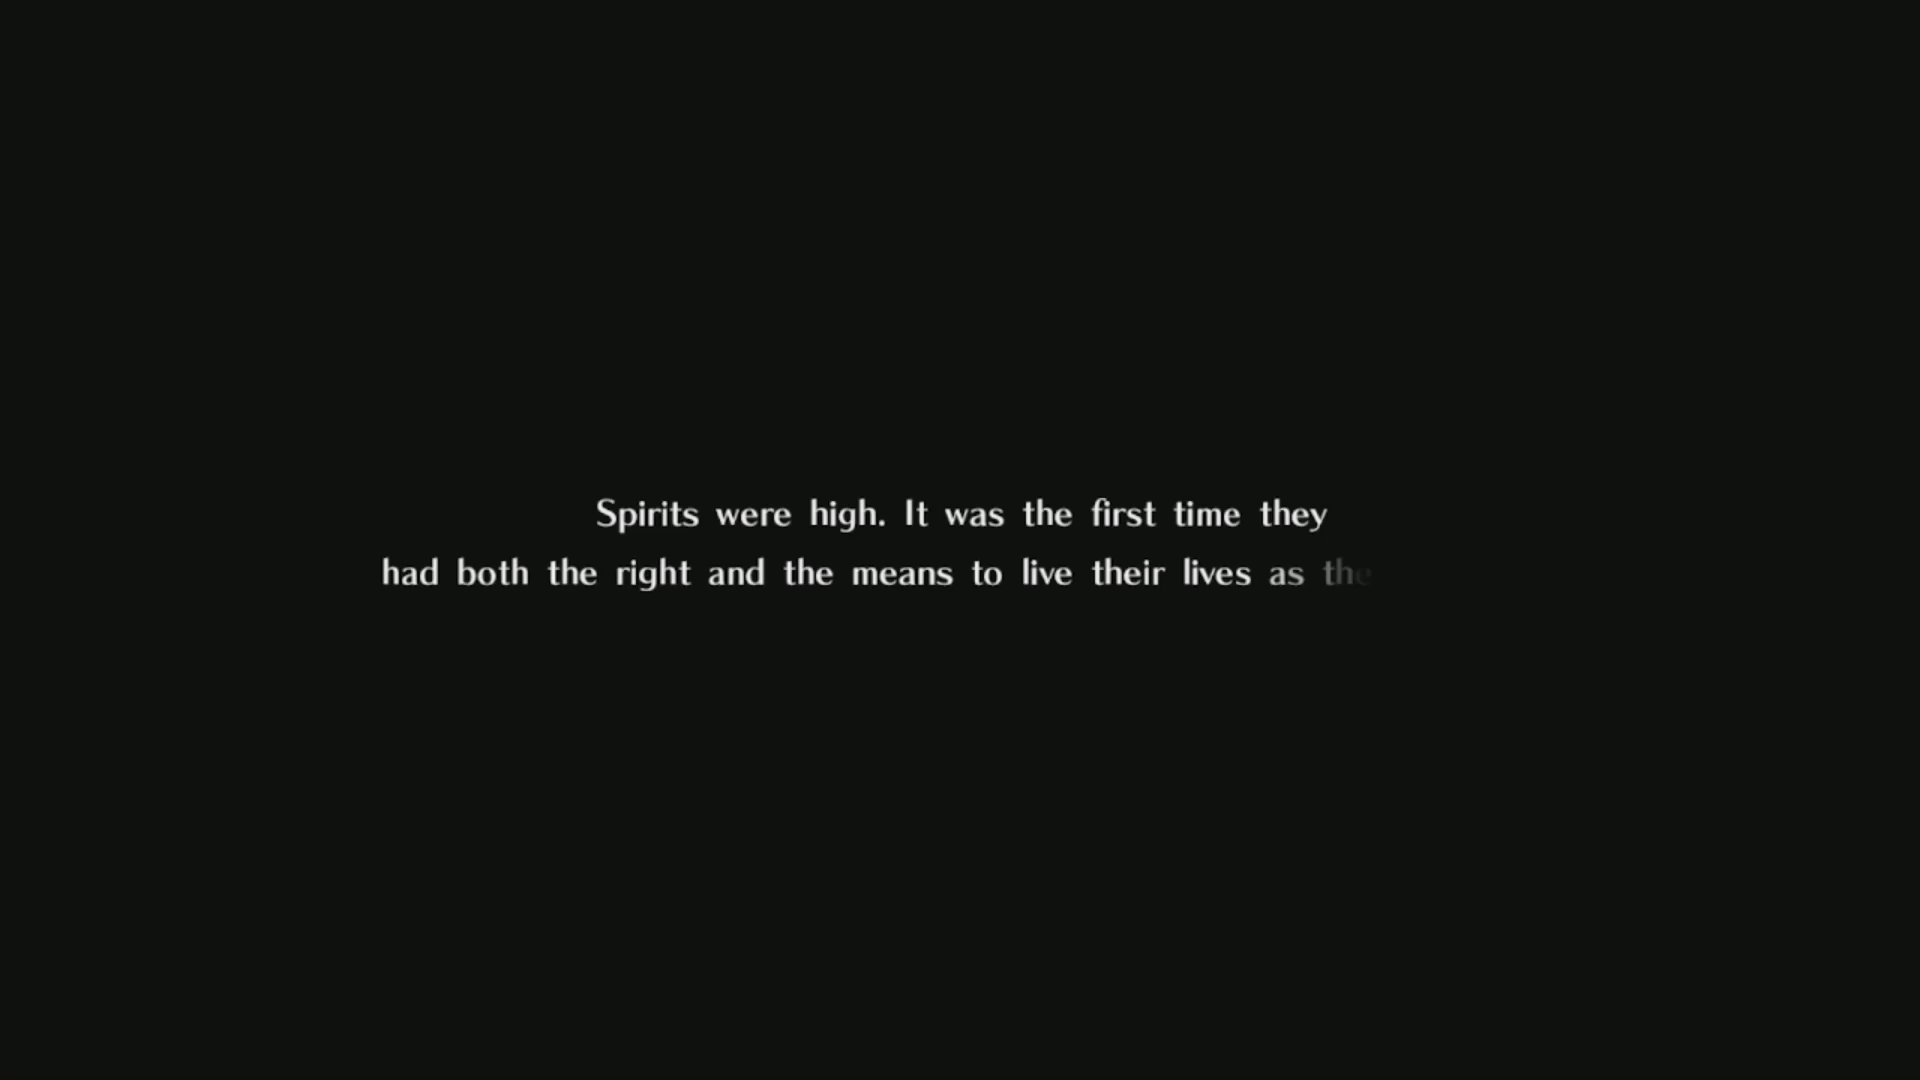 Spirits were high. It was the first time they
had both the right and the means to live their lives as the